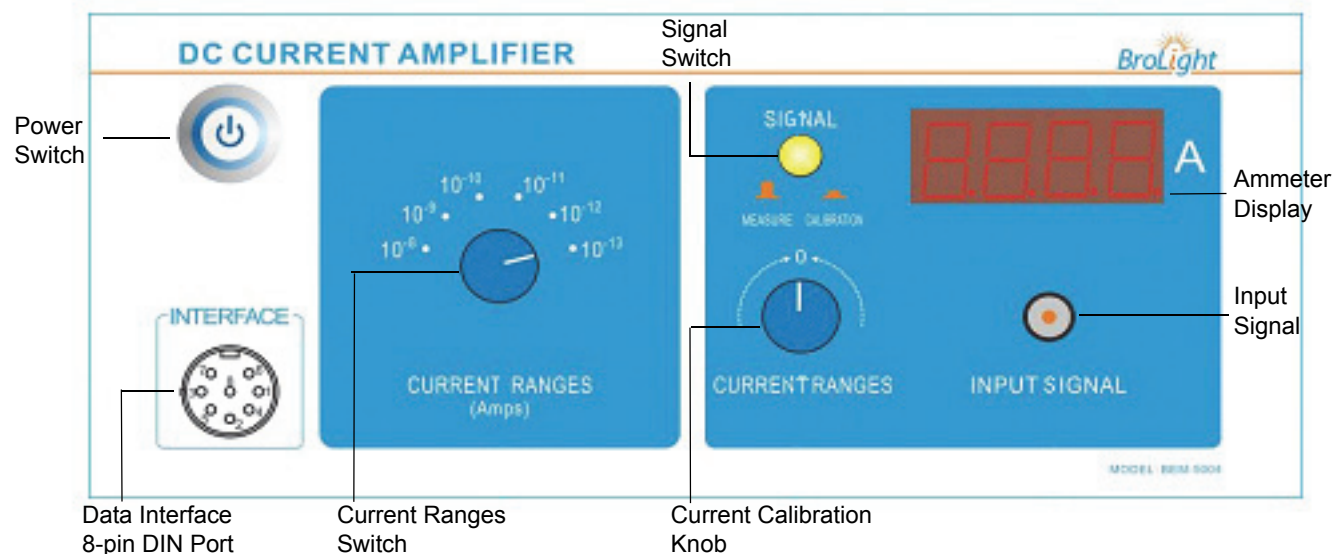 DC CURRENT AMPLIFIER
Signal
Switch
BroLight
Power
Switch
SIGNAL
A
Ammeter
Display
10⁻¹⁰
10⁻¹¹
10⁻⁹
10⁻¹²
10⁻⁸
10⁻¹³
MEASURE CALIBRATION
0
INTERFACE
Input
Signal
CURRENT RANGES
(Amps)
CURRENT RANGES
INPUT SIGNAL
Data Interface
8-pin DIN Port
Current Ranges
Switch
Current Calibration
Knob